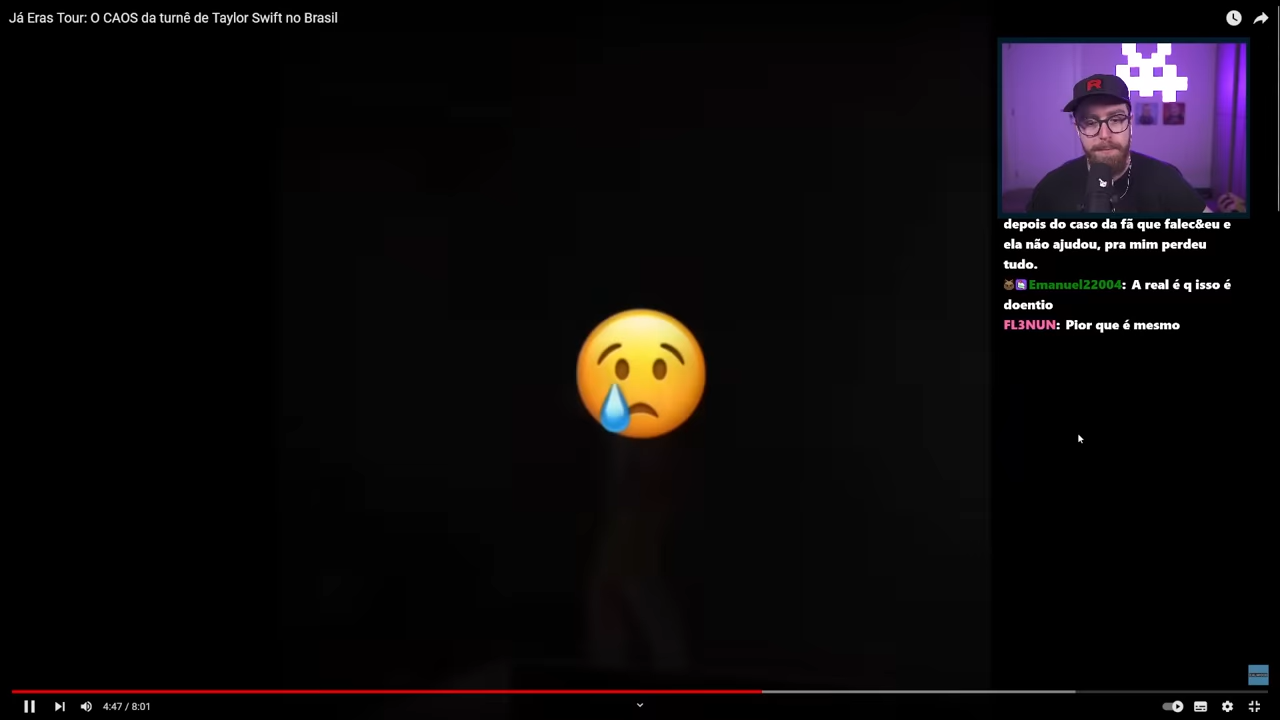 Já Eras Tour: O CAOS da turnê de Taylor Swift no Brasil
depois do caso da fã que falec&eu e
ela não ajudou, pra mim perdeu
tudo.
Emanuel22004: A real é q isso é
doentio
FL3NUN: Pior que é mesmo
4:47 / 8:01